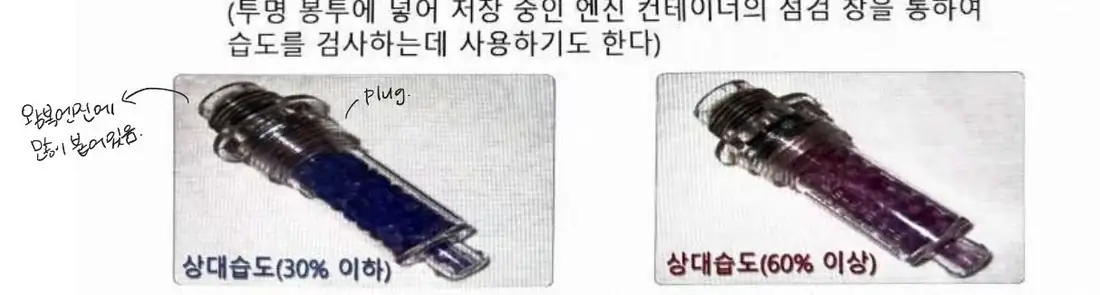 (투명 봉투에 넣어 저장 중인 엔진 컨테이너의 점검 창을 통하여
습도를 검사하는데 사용하기도 한다)
왕복엔진에
많이 붙어있음.
plug.
상대습도(30% 이하)
상대습도(60% 이상)